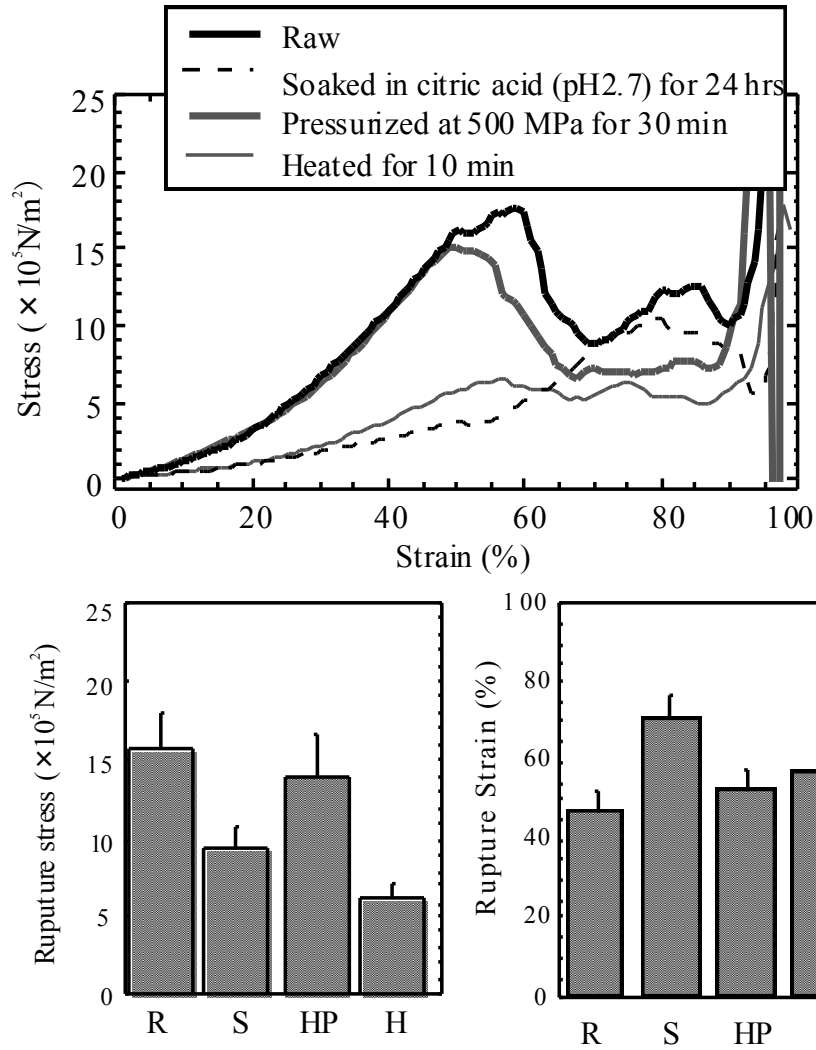 Raw
Soaked in citric acid (pH2.7) for 24 hrs
Pressurized at 500 MPa for 30 min
Heated for 10 min
25
20
15
10
5
0
Stress ( × 10⁵N/m²)
0 20 40 60 80 100
Strain (%)
25
20
15
10
5
0
Ruputure stress ( ×10⁵N/m²)
R S HP H
100
80
60
40
20
0
Rupture Strain (%)
R S HP